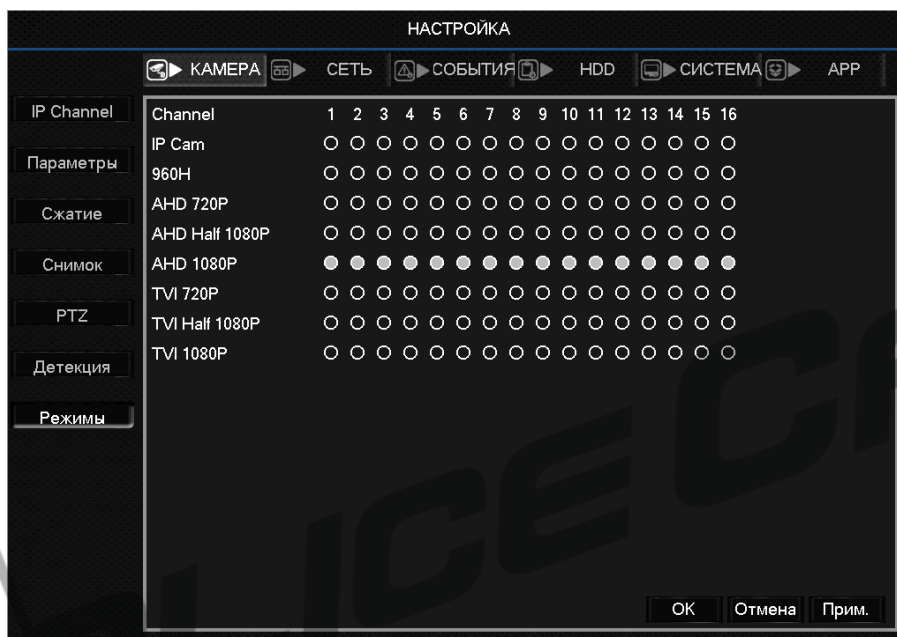 НАСТРОЙКА
КАМЕРА СЕТЬ СОБЫТИЯ HDD СИСТЕМА APP
IP Channel
Параметры
Сжатие
Снимок
PTZ
Детекция
Режимы
Channel 1 2 3 4 5 6 7 8 9 10 11 12 13 14 15 16
IP Cam
960H
AHD 720P
AHD Half 1080P
AHD 1080P
TVI 720P
TVI Half 1080P
TVI 1080P
OK Отмена Прим.